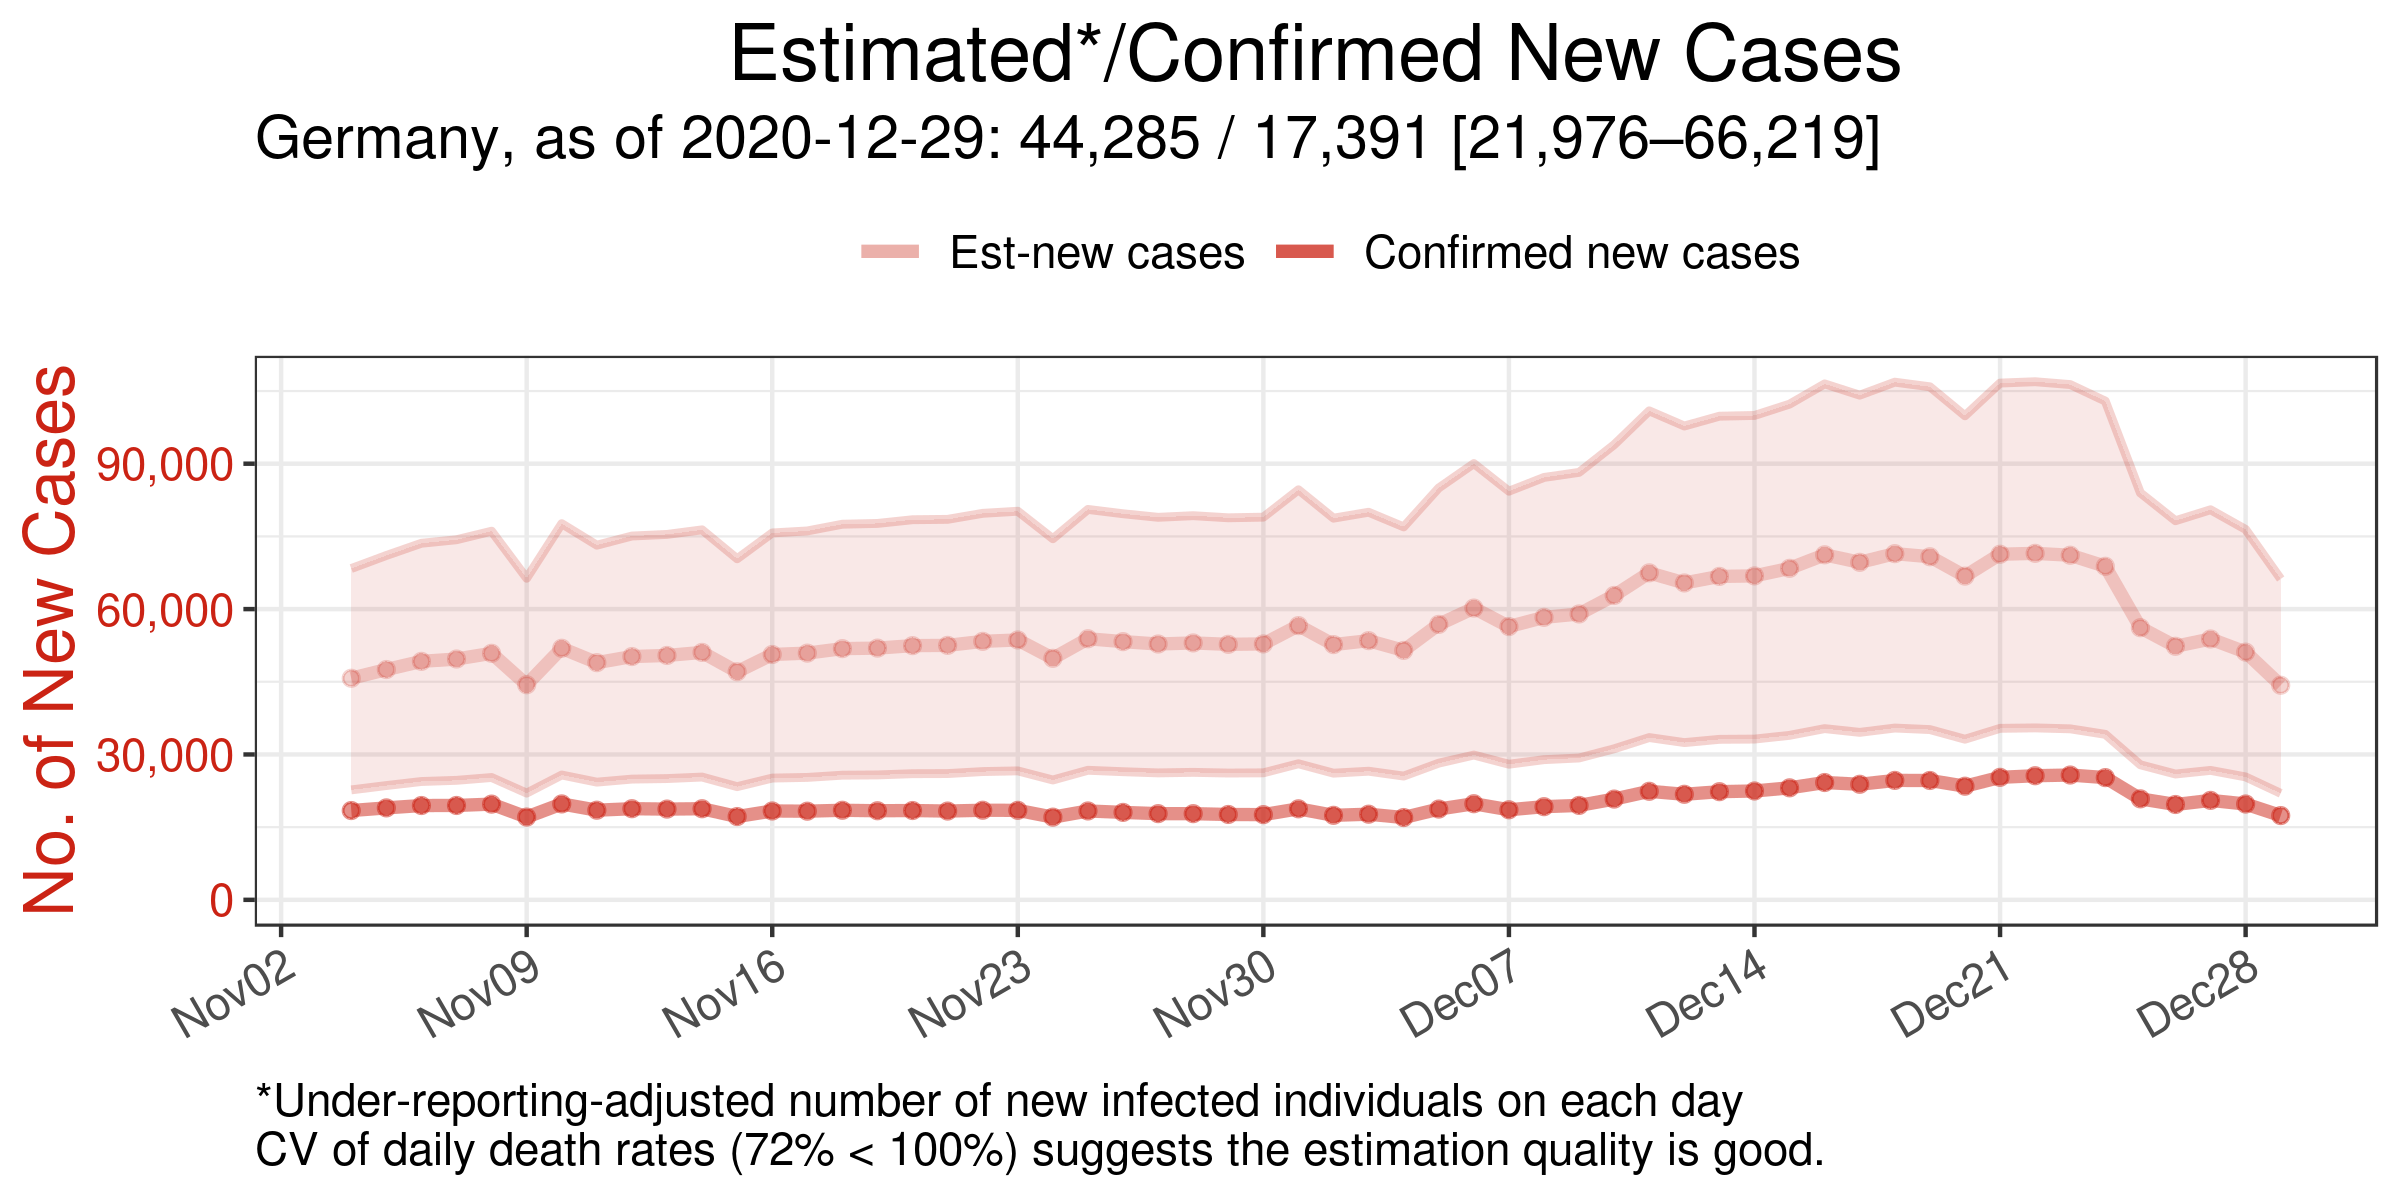 Estimated*/Confirmed New Cases
Germany, as of 2020-12-29: 44,285 / 17,391 [21,976–66,219]
Est-new cases
Confirmed new cases
No. of New Cases
90,000
60,000
30,000
0
Nov02
Nov09
Nov16
Nov23
Nov30
Dec07
Dec14
Dec21
Dec28
*Under-reporting-adjusted number of new infected individuals on each day
CV of daily death rates (72% < 100%) suggests the estimation quality is good.